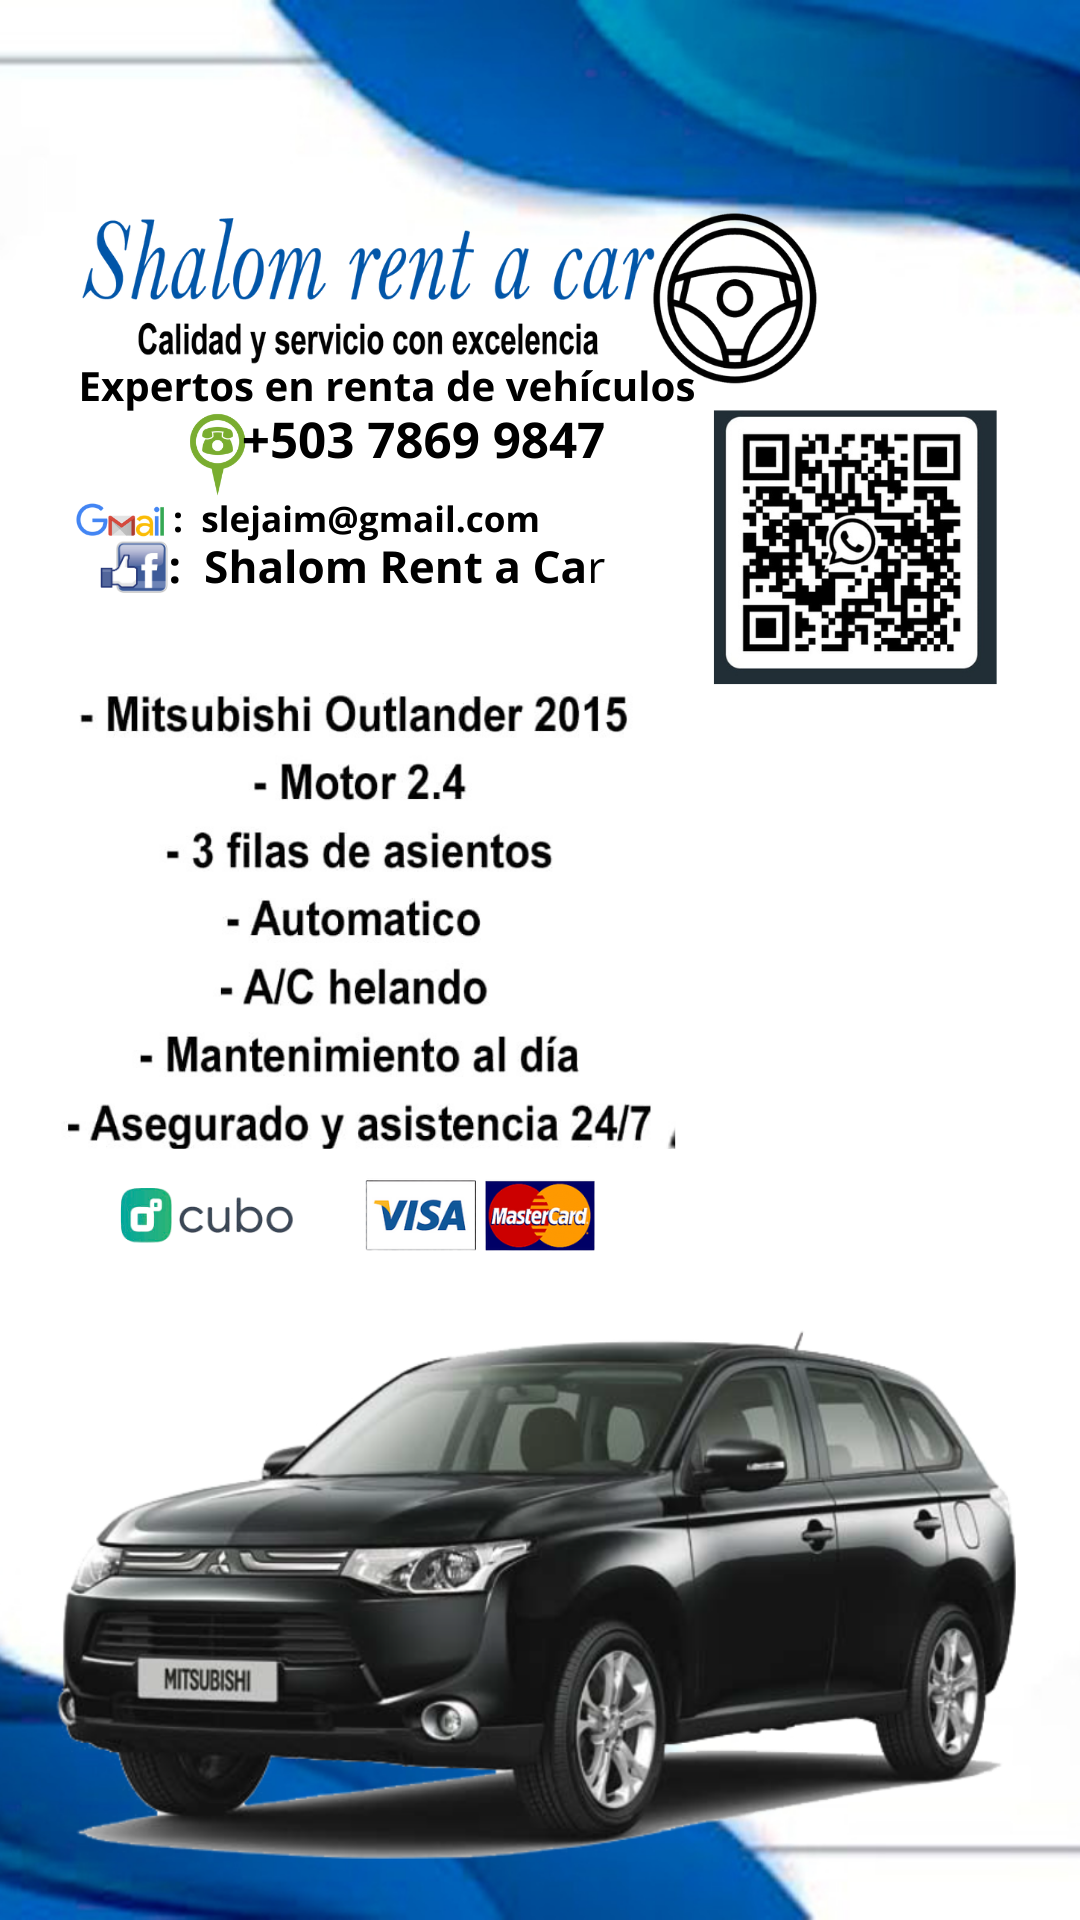 Shalom rent a car
Calidad y servicio con excelencia
Expertos en renta de vehículos
+503 7869 9847
Gmail : slejaim@gmail.com
f : Shalom Rent a Car
- Mitsubishi Outlander 2015
- Motor 2.4
- 3 filas de asientos
- Automatico
- A/C helando
- Mantenimiento al día
- Asegurado y asistencia 24/7
cubo VISA MasterCard
MITSUBISHI